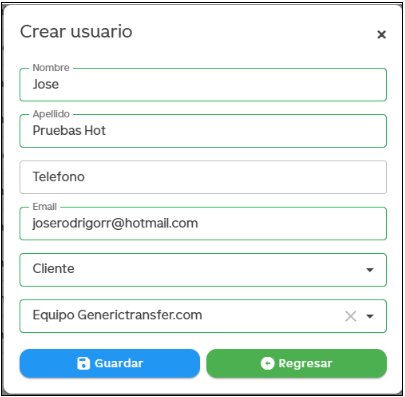 Crear usuario
Nombre
Jose
Apellido
Pruebas Hot
Telefono
Email
joserodrigorr@hotmail.com
Cliente
Equipo Generictransfer.com
Guardar
Regresar